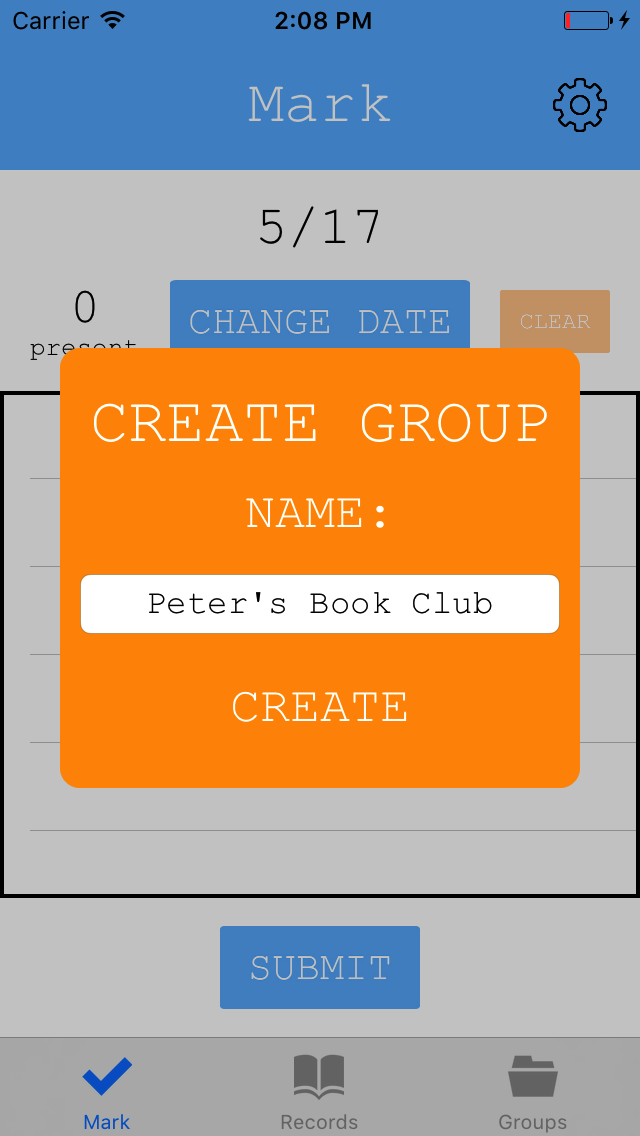 Carrier 2:08 PM
Mark
5/17
0
present
CHANGE DATE
CLEAR
CREATE GROUP
NAME:
Peter's Book Club
CREATE
SUBMIT
Mark Records Groups